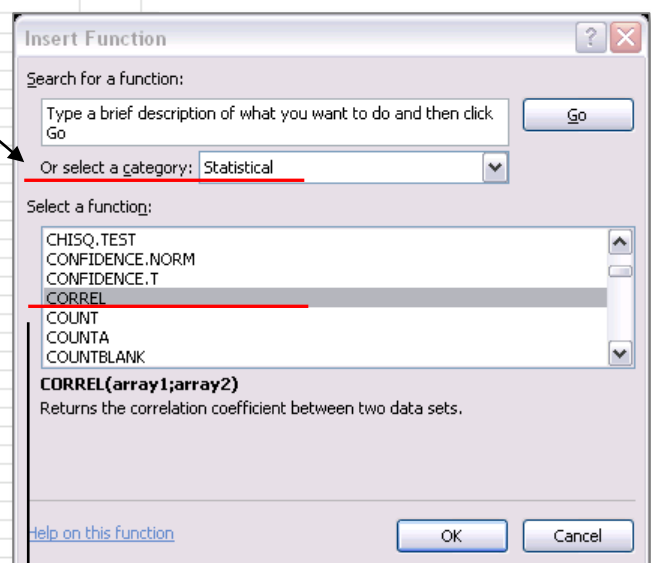 Insert Function
Search for a function:
Type a brief description of what you want to do and then click
Go
Go
Or select a category: Statistical
Select a function:
CHISQ.TEST
CONFIDENCE.NORM
CONFIDENCE.T
CORREL
COUNT
COUNTA
COUNTBLANK
CORREL(array1;array2)
Returns the correlation coefficient between two data sets.
Help on this function
OK
Cancel